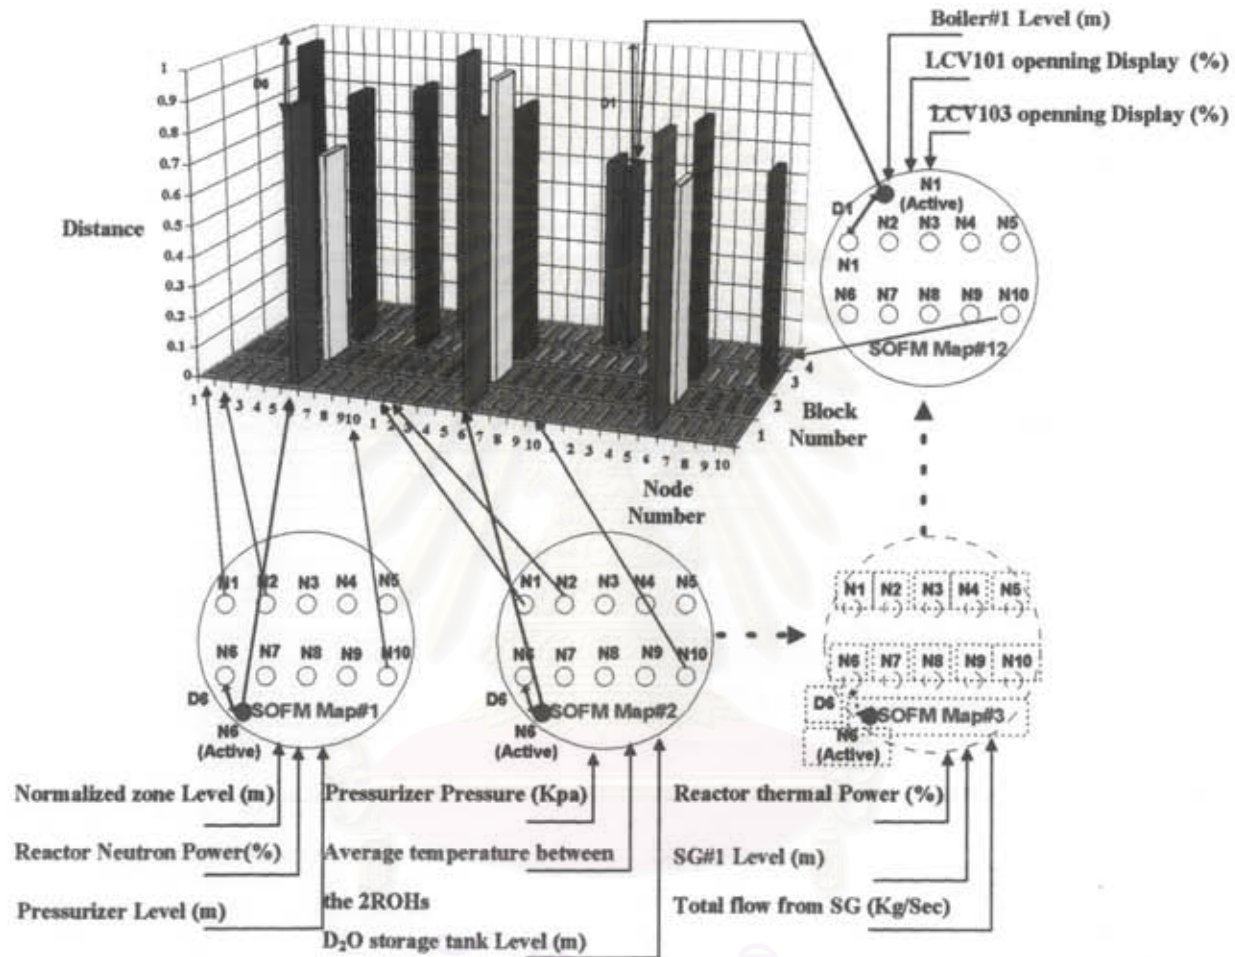 Boiler#1 Level (m)
LCV101 openning Display (%)
LCV103 openning Display (%)
1
0.9
0.8
0.7
0.6
0.5
0.4
0.3
0.2
0.1
0
Distance
D6
D1
1 2 3 4 5 7 8 9 10 1 2 3 4 5 6 7 8 9 10 1 2 3 4 5 6 7 8 9 10
Node
Number
1
2
3
4
Block
Number
N1
(Active)
D1
N2 N3 N4 N5
N1
N6 N7 N8 N9 N10
SOFM Map#12
N1 N2 N3 N4 N5
N6 N7 N8 N9 N10
D6
SOFM Map#1
N6
(Active)
N1 N2 N3 N4 N5
N6 N7 N8 N9 N10
D6
SOFM Map#2
N6
(Active)
N1 N2 N3 N4 N5
N6 N7 N8 N9 N10
D6
SOFM Map#3
N6
(Active)
Normalized zone Level (m)
Reactor Neutron Power(%)
Pressurizer Level (m)
Pressurizer Pressure (Kpa)
Average temperature between
the 2ROHs
D₂O storage tank Level (m)
Reactor thermal Power (%)
SG#1 Level (m)
Total flow from SG (Kg/Sec)